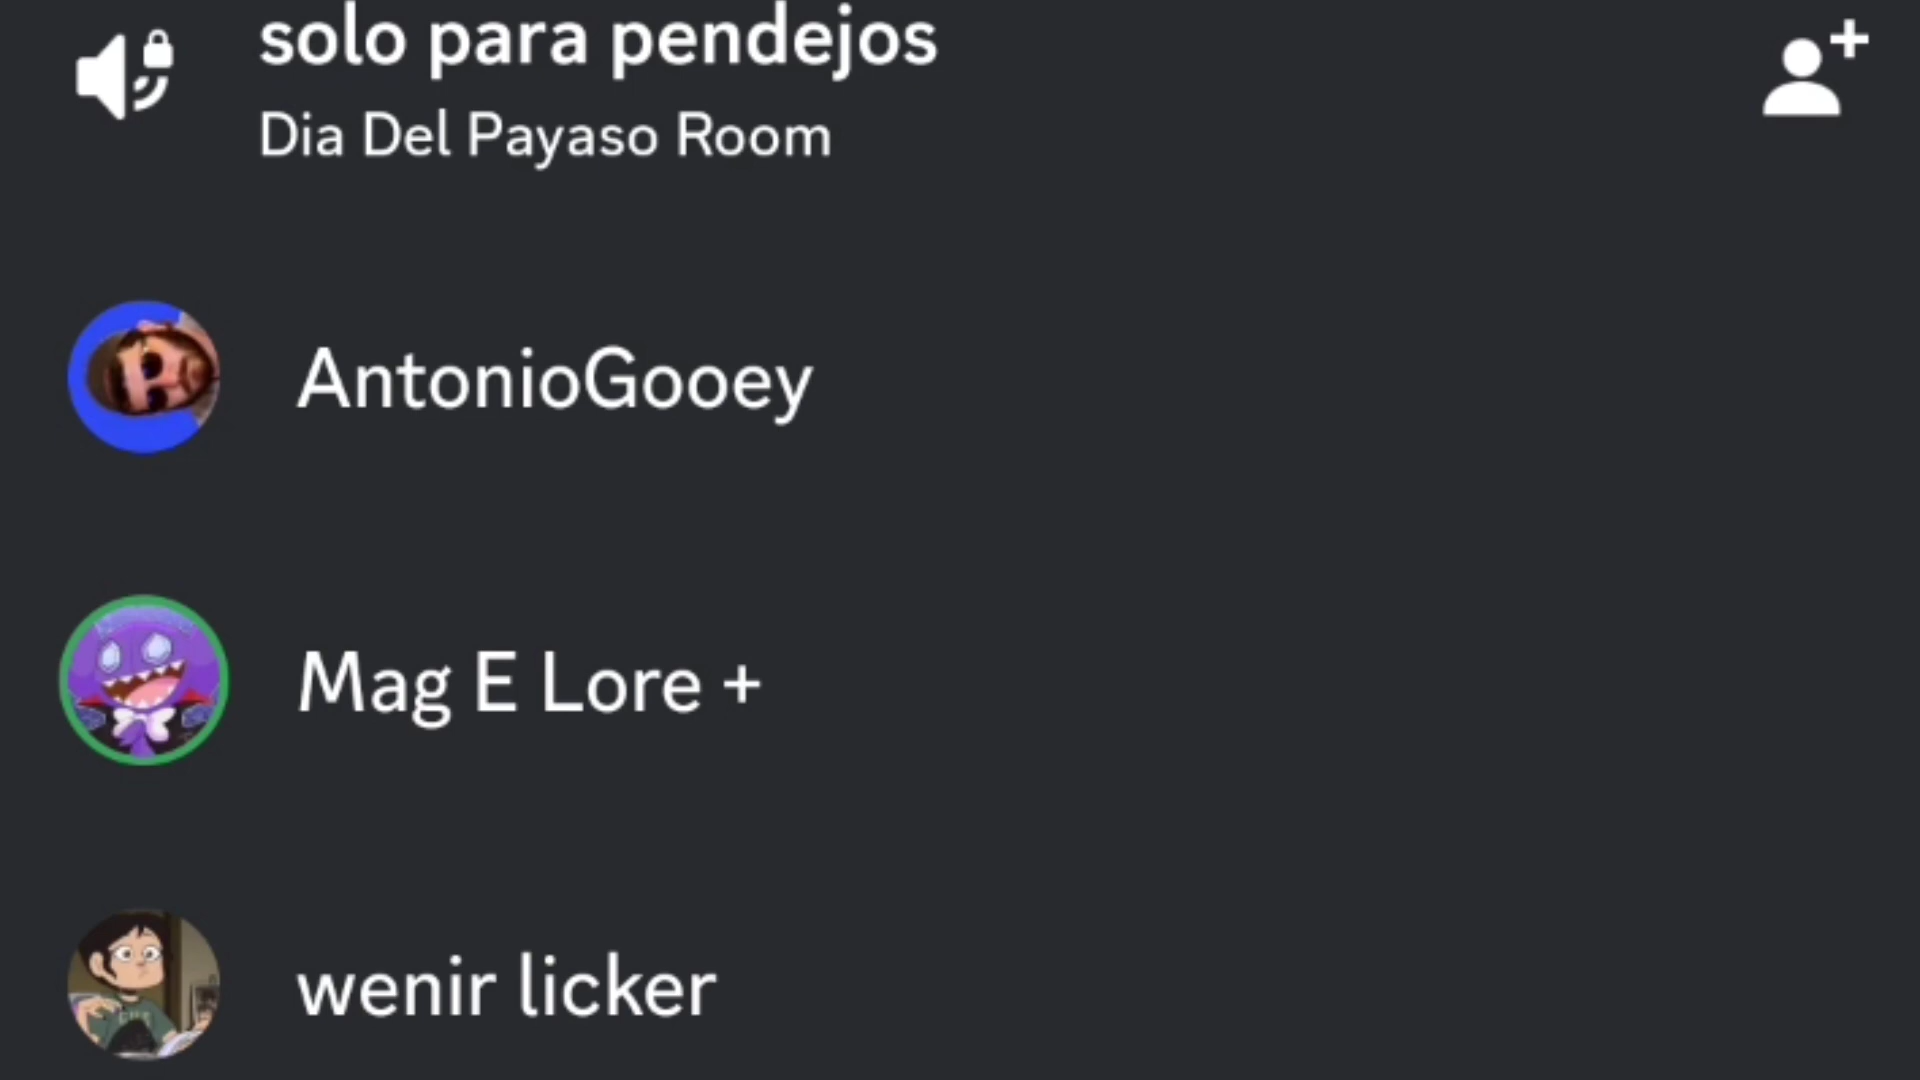 solo para pendejos
Dia Del Payaso Room
AntonioGooey
Mag E Lore +
wenir licker